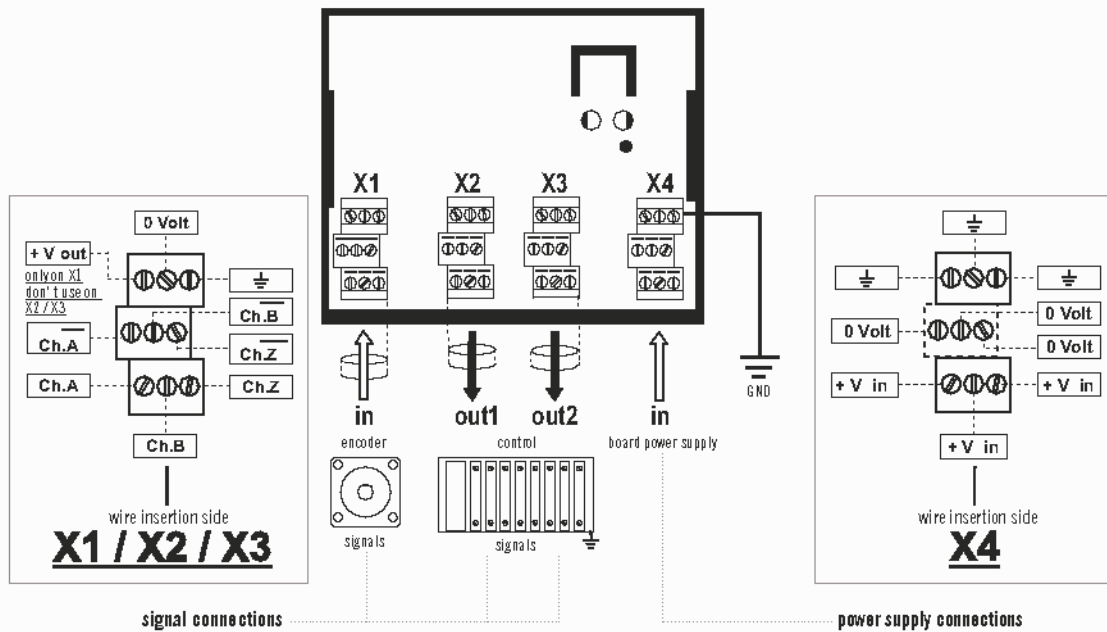 X1 X2 X3 X4
0 Volt
+ V out
only on X1
don't use on
X2 / X3
Ch.B
Ch.A
Ch.Z
Ch.A
Ch.Z
Ch.B
wire insertion side
X1 / X2 / X3
in out1 out2 in
encoder control board power supply
signals signals
GND
0 Volt
0 Volt
0 Volt
+ V in
+ V in
+ V in
wire insertion side
X4
signal connections
power supply connections